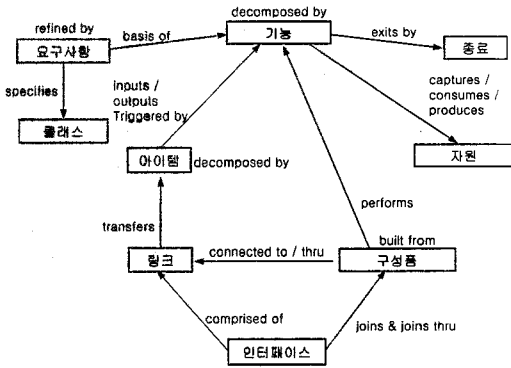 decomposed by
refined by
basis of
기능
exits by
요구사항
종료
specifies
inputs /
outputs
Triggered by
captures /
consumes /
produces
클래스
아이템
decomposed by
자원
transfers
performs
built from
링크
connected to / thru
구성품
comprised of
joins & joins thru
인터페이스